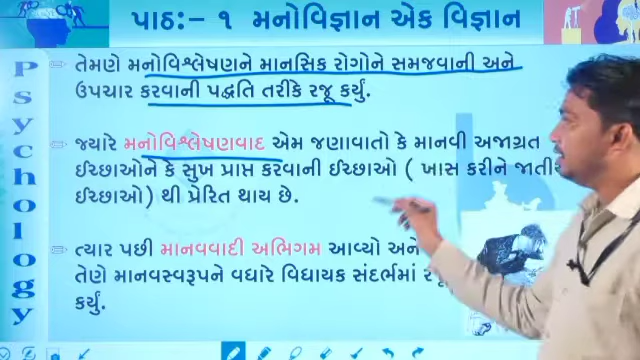 પાઠ:– ૧ મનોવિજ્ઞાન એક વિજ્ઞાન
Psychology
તેમણે મનોવિશ્લેષણને માનસિક રોગોને સમજવાની અને
ઉપચાર કરવાની પદ્ધતિ તરીકે રજૂ કર્યું.
જ્યારે મનોવિશ્લેષણવાદ એમ જણાવાતો કે માનવી અજાગ્રત
ઈચ્છાઓને કે સુખ પ્રાપ્ત કરવાની ઈચ્છાઓ ( ખાસ કરીને
ઈચ્છાઓ) થી પ્રેરિત થાય છે.
ત્યાર પછી માનવવાદી અભિગમ આવ્યો અને
તેણે માનવસ્વરૂપને વધારે વિધાયક સંદર્ભમાં
કર્યું.